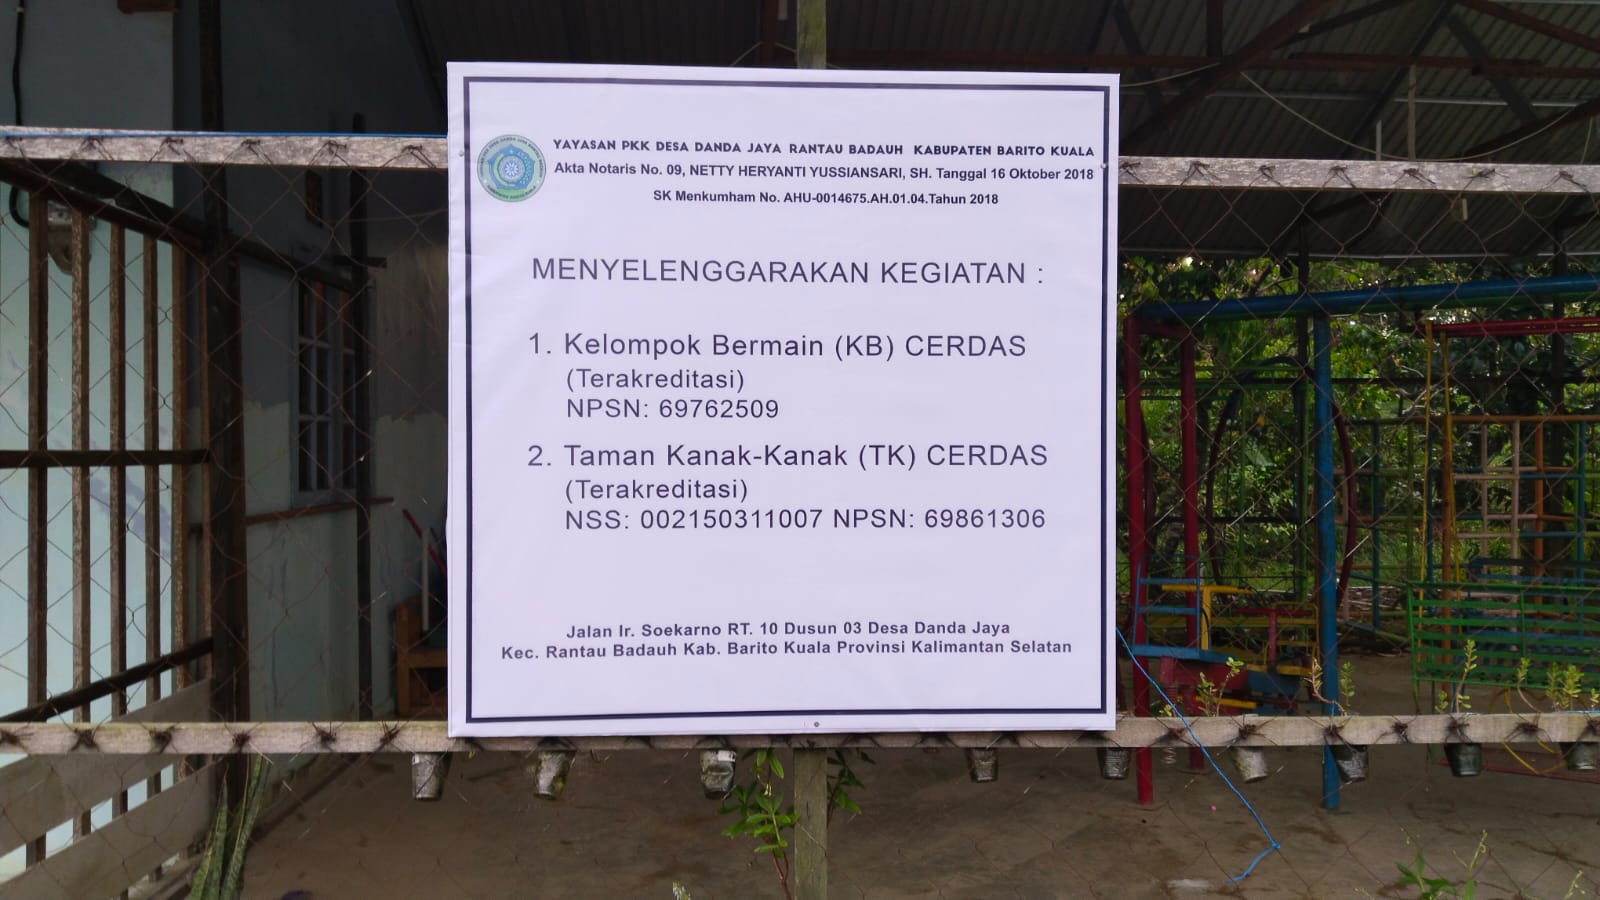 YAYASAN PKK DESA DANDA JAYA RANTAU BADAUH KABUPATEN BARITO KUALA
Akta Notaris No. 09, NETTY HERYANTI YUSSIANSARI, SH. Tanggal 16 Oktober 2018
SK Menkumham No. AHU-0014675.AH.01.04.Tahun 2018
MENYELENGGARAKAN KEGIATAN :
1. Kelompok Bermain (KB) CERDAS
(Terakreditasi)
NPSN: 69762509
2. Taman Kanak-Kanak (TK) CERDAS
(Terakreditasi)
NSS: 002150311007 NPSN: 69861306
Jalan Ir. Soekarno RT. 10 Dusun 03 Desa Danda Jaya
Kec. Rantau Badauh Kab. Barito Kuala Provinsi Kalimantan Selatan